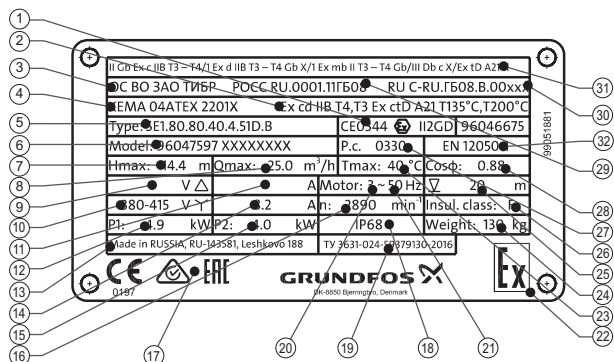 1
2
3
4
5
6
7
8
9
10
11
12
13
14
15
16
17
20
19
18
21
22
23
24
25
26
27
28
29
32
30
31
II Gb Ex c IIB T3 – T4/1 Ex d IIB T3 – T4 Gb X/1 Ex mb II T3 – T4 Gb/III Db c X/Ex tD A21
ОС ВО ЗАО ТИБР РОСС RU.0001.11ГБ08 RU C-RU.ГБ08.В.00xxx
KEMA 04ATEX 2201X Ex cd IIB T4,T3 Ex ctD A21 T135°C,T200°C
Type: SE1.80.80.40.4.51D.B CE0344 Ex II2GD 96046675
Model: 96047597 XXXXXXXX P.c. 0330 EN 12050-1
Hmax: 14.4 m Qmax: 25.0 m³/h Tmax: 40 °C Cosφ: 0.88
V △ A Motor: 3 ~ 50 Hz 20 m
380-415 V Y 8.2 A n: 2890 min⁻¹ Insul. class: F
P1: 4.9 kW P2: 4.0 kW IP68 Weight: 130 kg
Made in RUSSIA, RU-143581, Leshkovo 188 ТУ 3631-024-59379130-2016
99051881
CE EAC Ex
0197
GRUNDFOS
DK-8850 Bjerringbro, Denmark